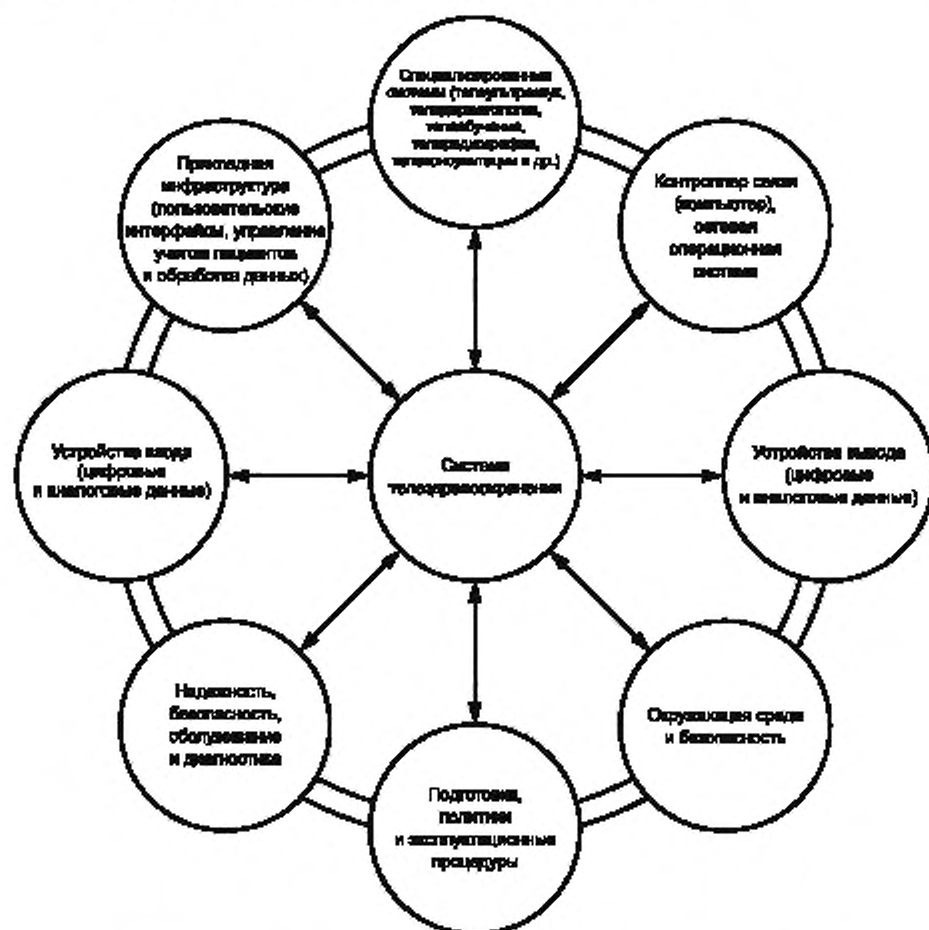 Специализированные
системы (телеультразвук,
теледерматология,
телеобучение,
телерадиография,
телеконсультации и др.)
Прикладная
инфраструктура
(пользовательские
интерфейсы, управление
учетом пациентов
и обработка данных)
Контроллер связи
(компьютер),
сетевая
операционная
система
Устройства ввода
(цифровые
и аналоговые данные)
Система
телездравоохранения
Устройства вывода
(цифровые
и аналоговые данные)
Надежность,
безопасность,
обслуживание
и диагностика
Окружающая среда
и безопасность
Подготовка,
политики
и эксплуатационные
процедуры